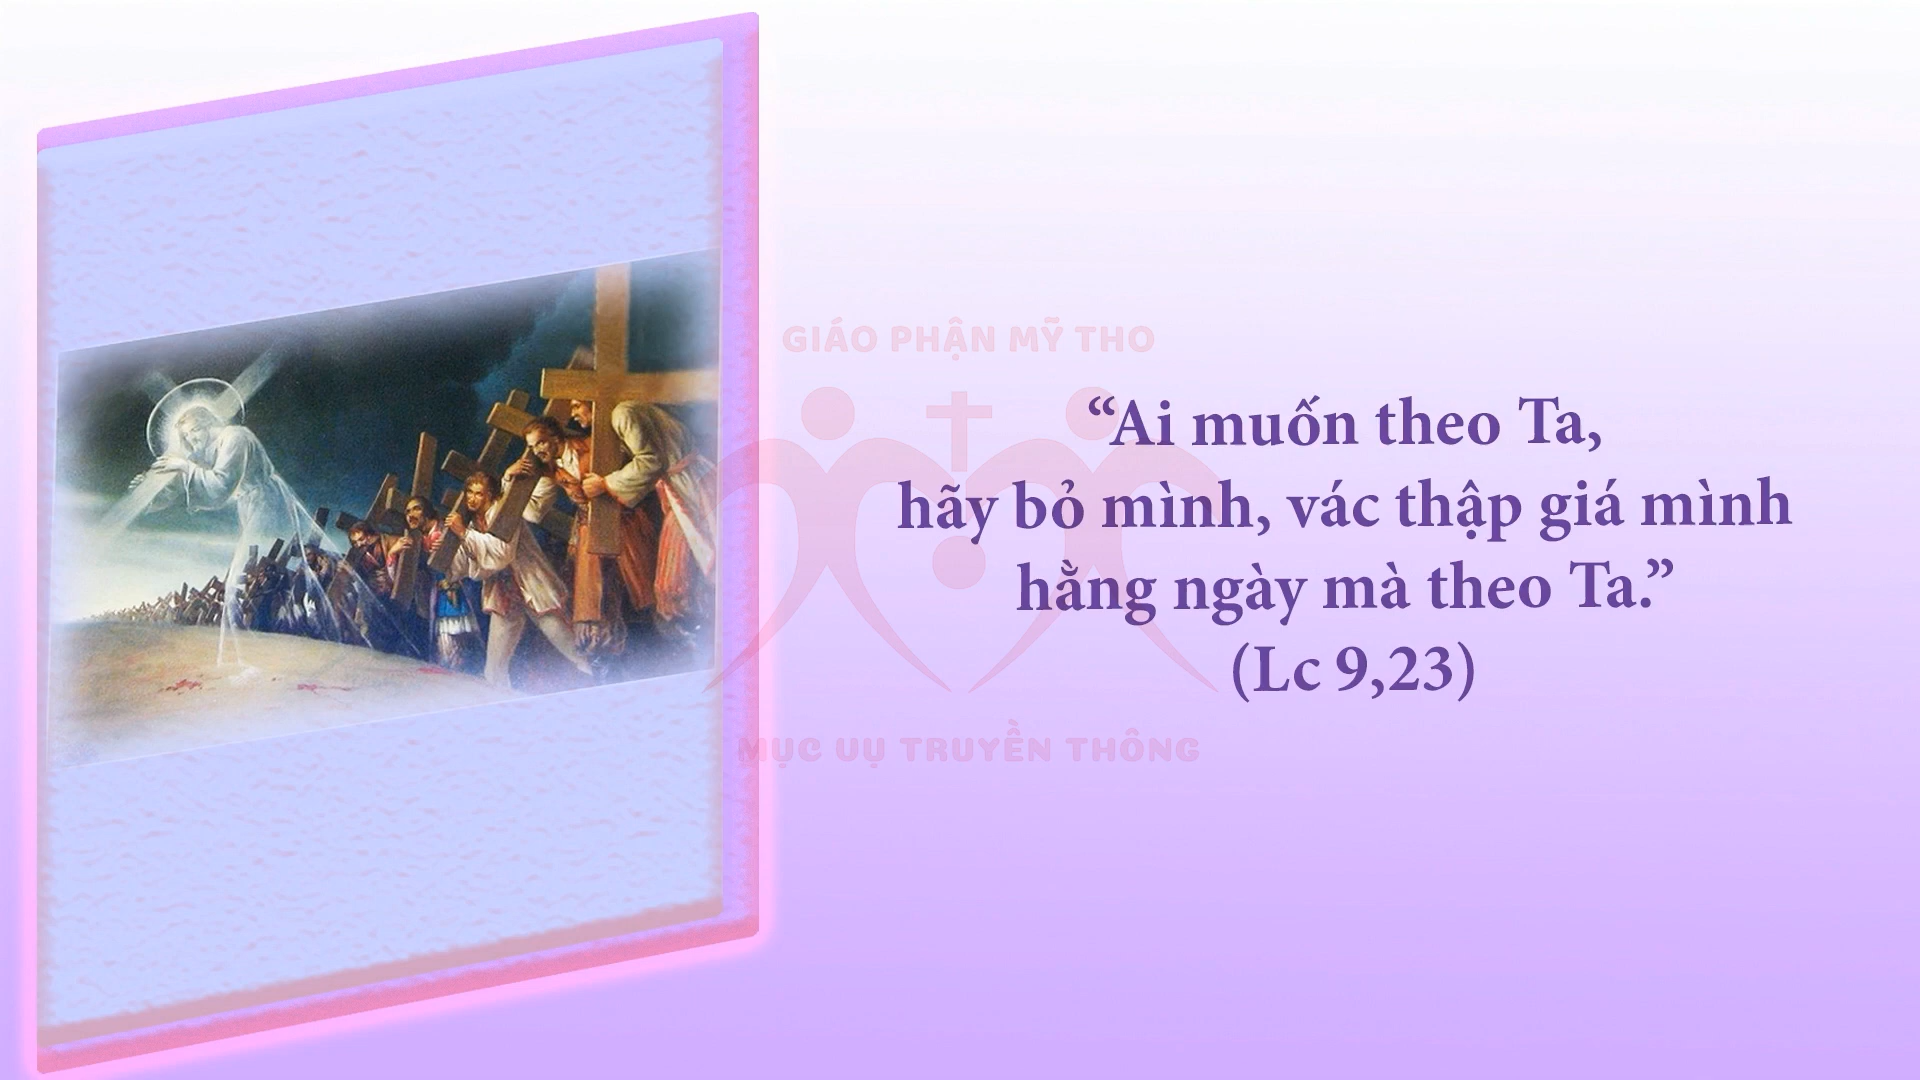 GIÁO PHẬN MỸ THO
“Ai muốn theo Ta,
hãy bỏ mình, vác thập giá mình
hằng ngày mà theo Ta.”
(Lc 9,23)
MỤC VỤ TRUYỀN THÔNG